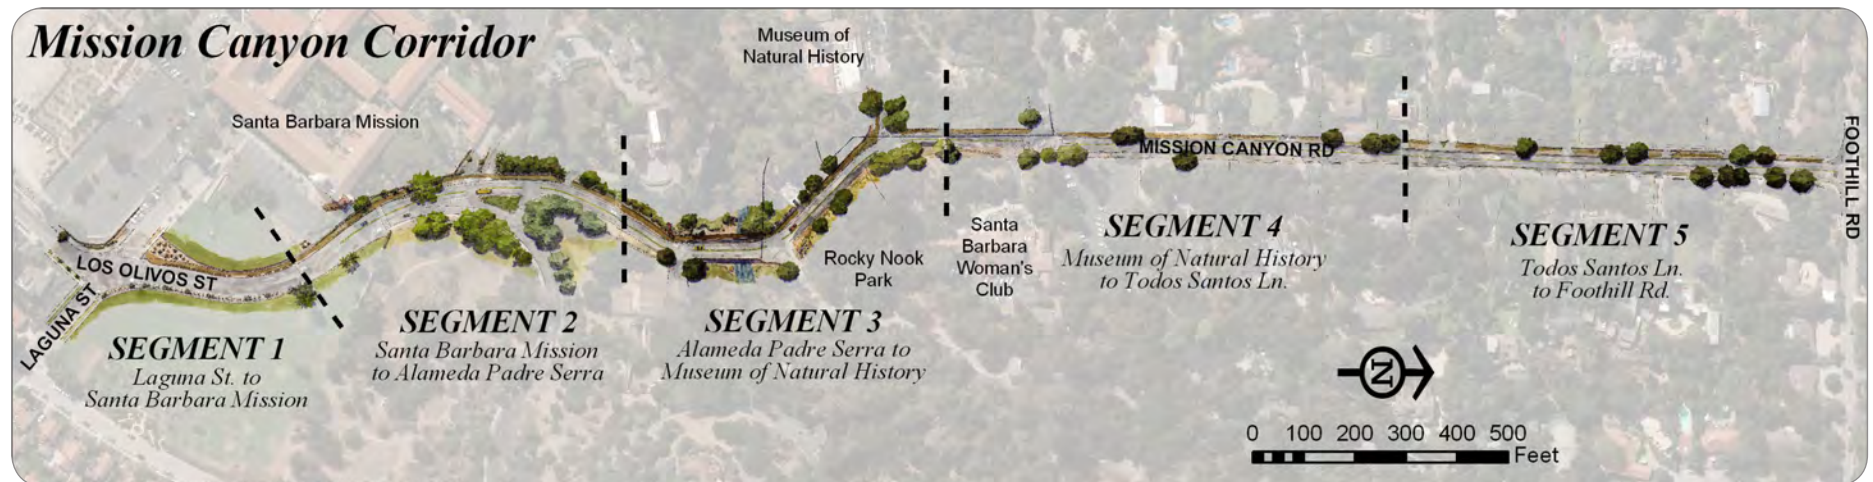 Mission Canyon Corridor
Museum of
Natural History
Santa Barbara Mission
MISSION CANYON RD
FOOTHILL RD
LOS OLIVOS ST
LAGUNA ST
SEGMENT 1
Laguna St. to
Santa Barbara Mission
SEGMENT 2
Santa Barbara Mission
to Alameda Padre Serra
SEGMENT 3
Alameda Padre Serra to
Museum of Natural History
Rocky Nook
Park
Santa
Barbara
Woman's
Club
SEGMENT 4
Museum of Natural History
to Todos Santos Ln.
SEGMENT 5
Todos Santos Ln.
to Foothill Rd.
N
0 100 200 300 400 500
Feet